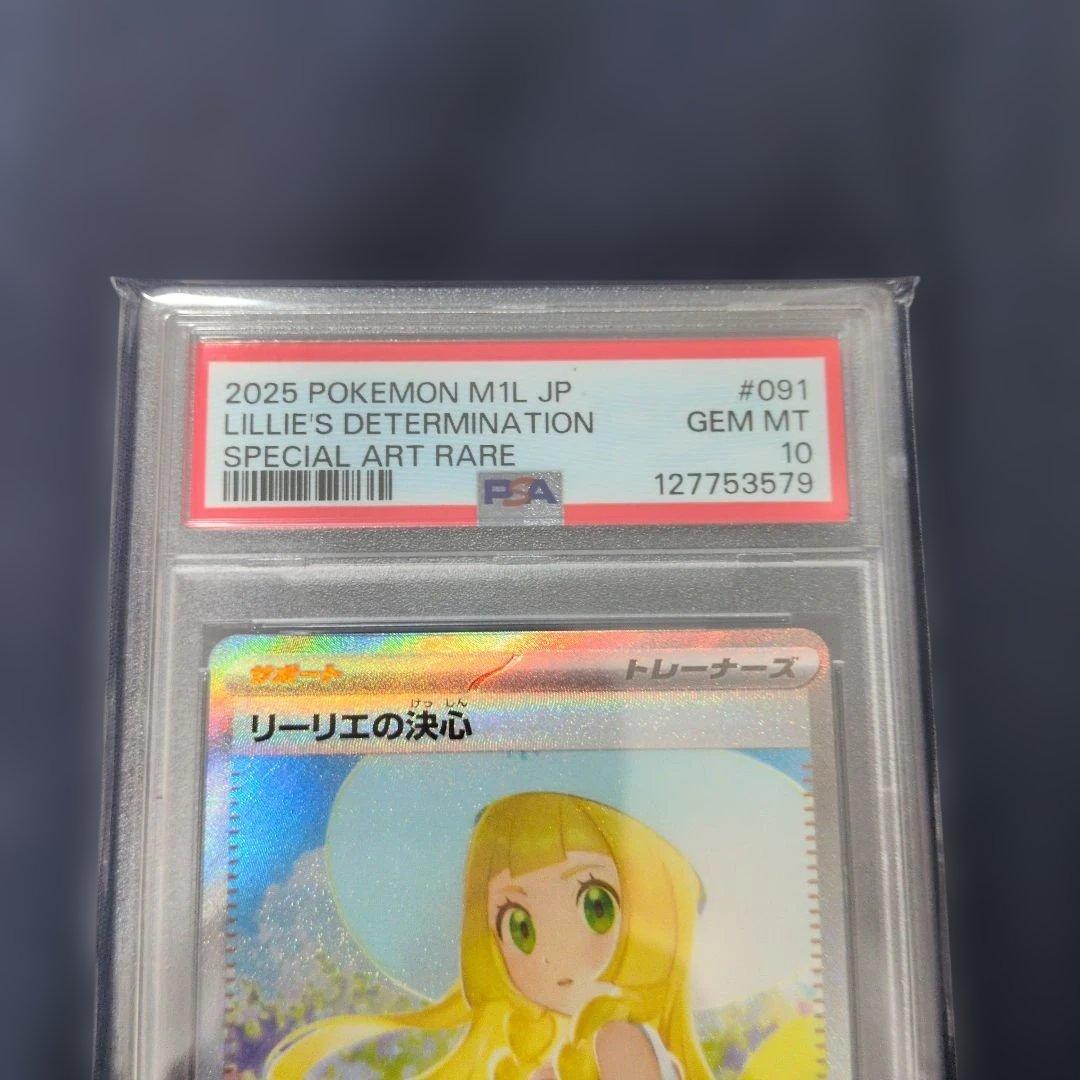 2025 POKEMON M1L JP #091
LILLIE'S DETERMINATION GEM MT
SPECIAL ART RARE 10
PSA 127753579
サポート トレーナーズ
けっ しん
リーリエの決心